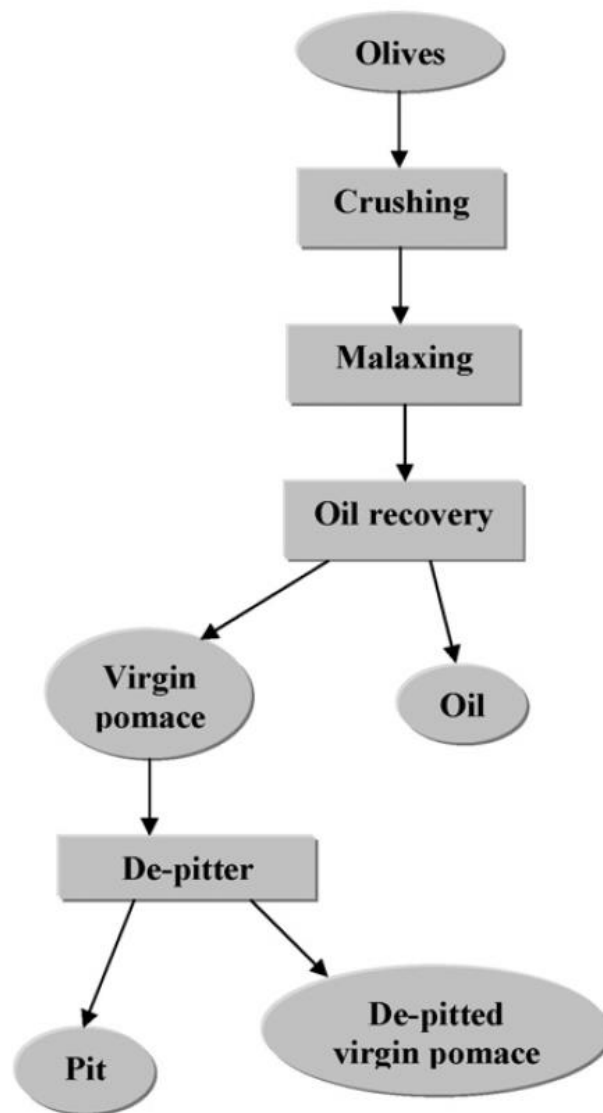 Olives
Crushing
Malaxing
Oil recovery
Virgin
pomace
Oil
De-pitter
Pit
De-pitted
virgin pomace